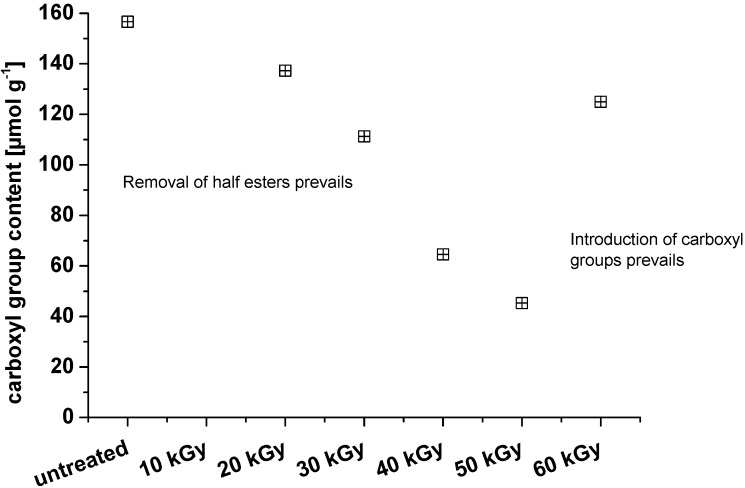 carboxyl group content [µmol g⁻¹]
160
140
120
100
80
60
40
20
0
Removal of half esters prevails
Introduction of carboxyl
groups prevails
untreated
10 kGy
20 kGy
30 kGy
40 kGy
50 kGy
60 kGy